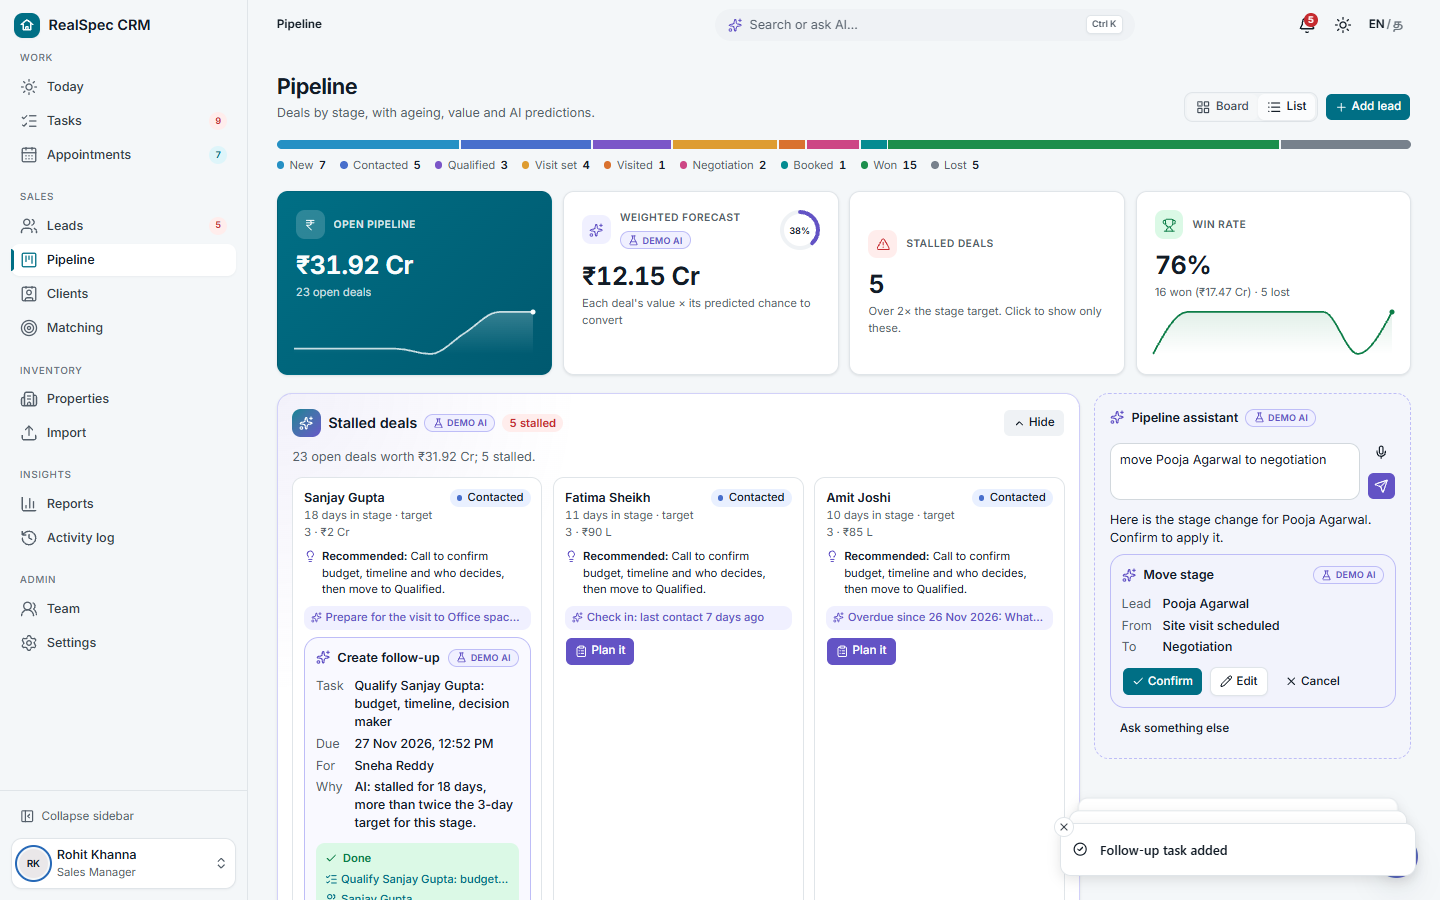 RealSpec CRM
WORK
Today
Tasks 9
Appointments 7
SALES
Leads 5
Pipeline
Clients
Matching
INVENTORY
Properties
Import
INSIGHTS
Reports
Activity log
ADMIN
Team
Settings
Collapse sidebar
RK
Rohit Khanna
Sales Manager
Pipeline
Search or ask AI... Ctrl K
5
EN / த
Pipeline
Deals by stage, with ageing, value and AI predictions.
Board List
+ Add lead
New 7 Contacted 5 Qualified 3 Visit set 4 Visited 1 Negotiation 2 Booked 1 Won 15 Lost 5
₹ OPEN PIPELINE
₹31.92 Cr
23 open deals
WEIGHTED FORECAST
DEMO AI
38%
₹12.15 Cr
Each deal's value × its predicted chance to
convert
STALLED DEALS
5
Over 2× the stage target. Click to show only
these.
WIN RATE
76%
16 won (₹17.47 Cr) · 5 lost
Stalled deals DEMO AI 5 stalled
Hide
23 open deals worth ₹31.92 Cr; 5 stalled.
Sanjay Gupta Contacted
18 days in stage · target
3 · ₹2 Cr
Recommended: Call to confirm
budget, timeline and who decides,
then move to Qualified.
Prepare for the visit to Office spac...
Create follow-up DEMO AI
Task Qualify Sanjay Gupta:
budget, timeline, decision
maker
Due 27 Nov 2026, 12:52 PM
For Sneha Reddy
Why AI: stalled for 18 days,
more than twice the 3-day
target for this stage.
Done
Qualify Sanjay Gupta: budget...
Sanjay Gupta
Fatima Sheikh Contacted
11 days in stage · target
3 · ₹90 L
Recommended: Call to confirm
budget, timeline and who decides,
then move to Qualified.
Check in: last contact 7 days ago
Plan it
Amit Joshi Contacted
10 days in stage · target
3 · ₹85 L
Recommended: Call to confirm
budget, timeline and who decides,
then move to Qualified.
Overdue since 26 Nov 2026: What...
Plan it
Pipeline assistant DEMO AI
move Pooja Agarwal to negotiation
Here is the stage change for Pooja Agarwal.
Confirm to apply it.
Move stage DEMO AI
Lead Pooja Agarwal
From Site visit scheduled
To Negotiation
Confirm Edit Cancel
Ask something else
Follow-up task added